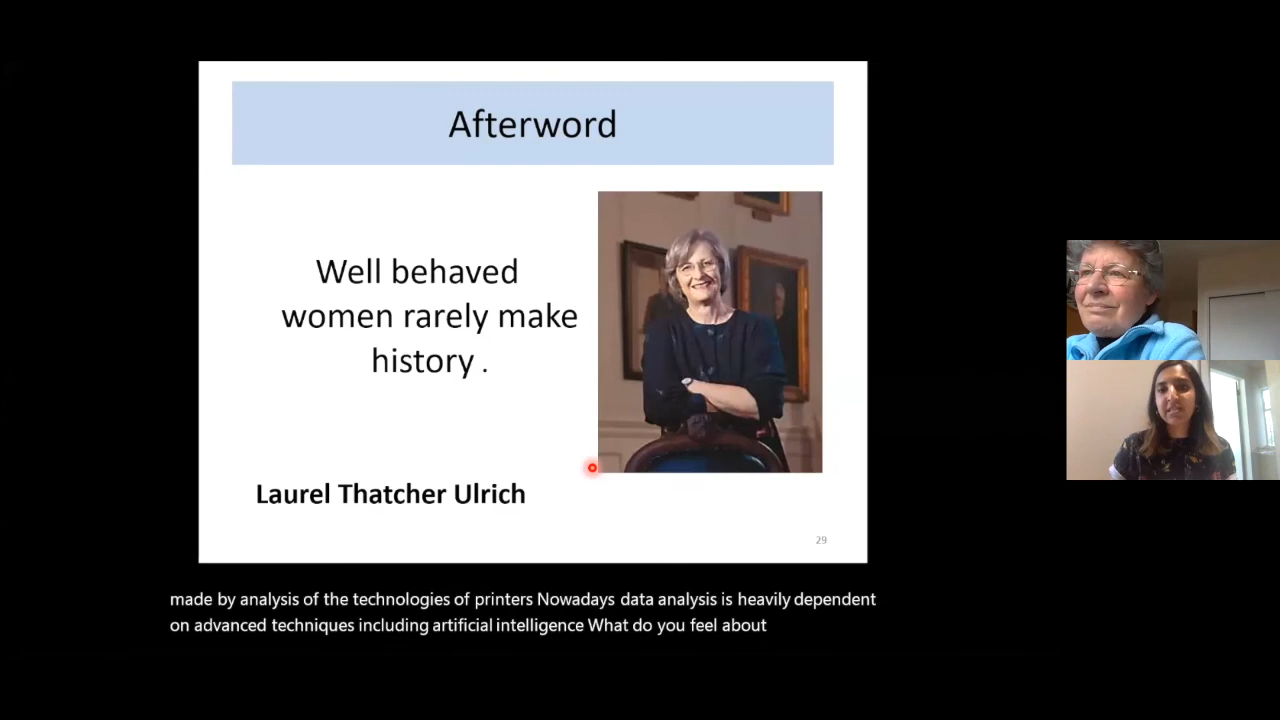 Afterword
Well behaved
women rarely make
history .
Laurel Thatcher Ulrich
29
made by analysis of the technologies of printers Nowadays data analysis is heavily dependent
on advanced techniques including artificial intelligence What do you feel about